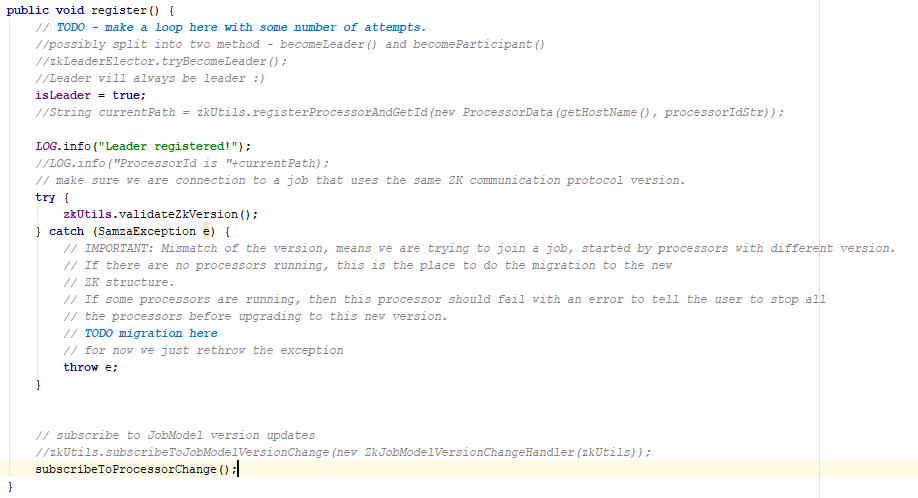 public void register() {
// TODO - make a loop here with some number of attempts.
//possibly split into two method - becomeLeader() and becomeParticipant()
//zkLeaderElector.tryBecomeLeader();
//Leader will always be leader :)
isLeader = true;
//String currentPath = zkUtils.registerProcessorAndGetId(new ProcessorData(getHostName(), processorIdStr));
LOG.info("Leader registered!");
//LOG.info("ProcessorId is "+currentPath);
// make sure we are connection to a job that uses the same ZK communication protocol version.
try {
zkUtils.validateZkVersion();
} catch (SamzaException e) {
// IMPORTANT: Mismatch of the version, means we are trying to join a job, started by processors with different version.
// If there are no processors running, this is the place to do the migration to the new
// ZK structure.
// If some processors are running, then this processor should fail with an error to tell the user to stop all
// the processors before upgrading to this new version.
// TODO migration here
// for now we just rethrow the exception
throw e;
}
// subscribe to JobModel version updates
//zkUtils.subscribeToJobModelVersionChange(new ZkJobModelVersionChangeHandler(zkUtils));
subscribeToProcessorChange();
}